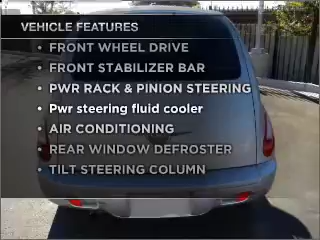 VEHICLE FEATURES
• FRONT WHEEL DRIVE
• FRONT STABILIZER BAR
• PWR RACK & PINION STEERING
• Pwr steering fluid cooler
• AIR CONDITIONING
• REAR WINDOW DEFROSTER
• TILT STEERING COLUMN